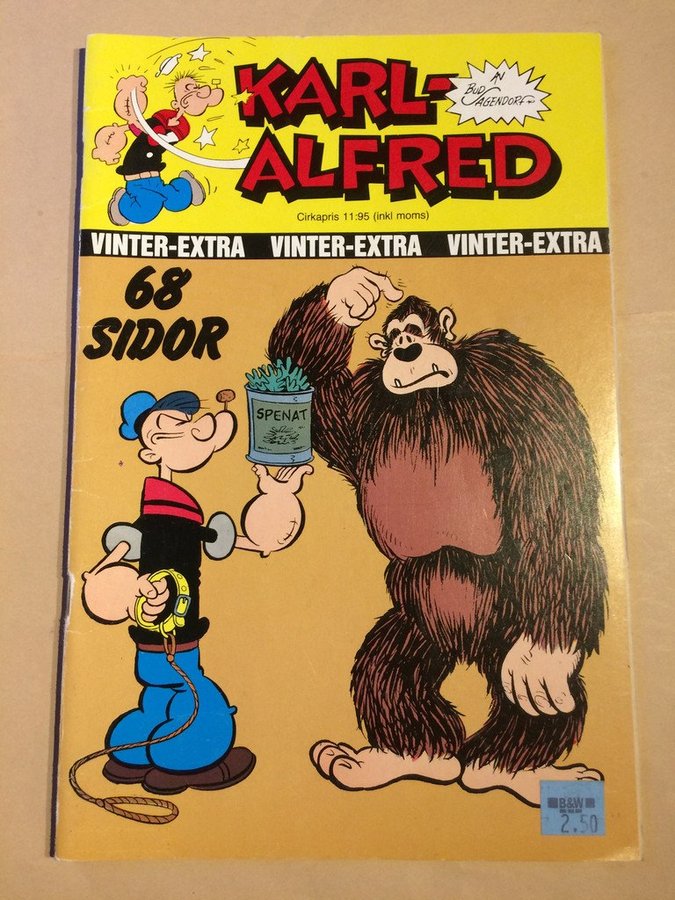 KARL-
ALFRED
AV
BUD
SAGENDORF
Cirkapris 11:95 (inkl moms)
VINTER-EXTRA VINTER-EXTRA VINTER-EXTRA
68
SIDOR
SPENAT
B&W
2.50